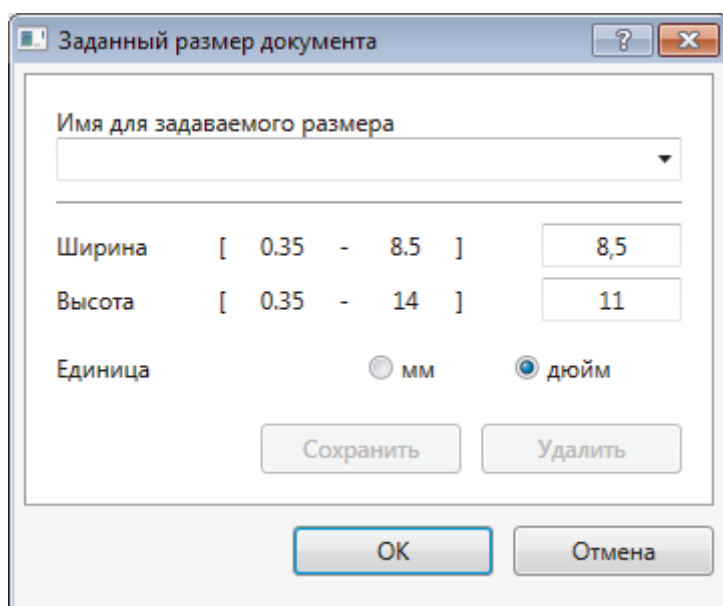 Заданный размер документа
Имя для задаваемого размера
Ширина [ 0.35 - 8.5 ] 8,5
Высота [ 0.35 - 14 ] 11
Единица мм дюйм
Сохранить Удалить
OK Отмена